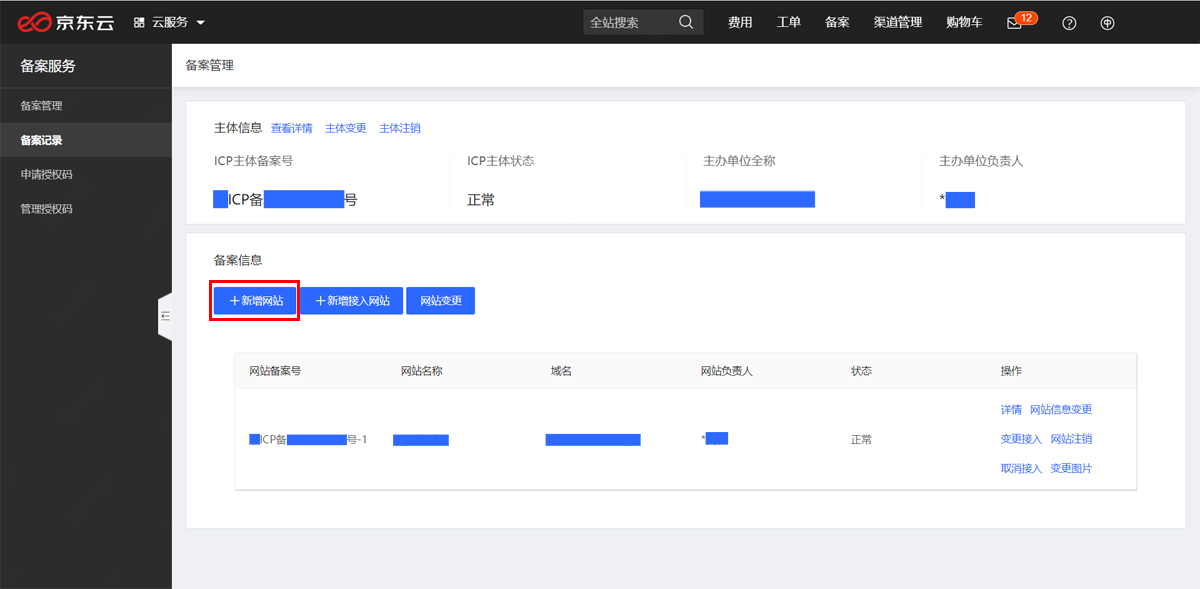 京东云 云服务 全站搜索 费用 工单 备案 渠道管理 购物车 12
备案服务
备案管理
备案记录
申请授权码
管理授权码
备案管理
主体信息 查看详情 主体变更 主体注销
ICP主体备案号 ICP主体状态 主办单位全称 主办单位负责人
ICP备 号 正常 *
备案信息
+新增网站 +新增接入网站 网站变更
网站备案号 网站名称 域名 网站负责人 状态 操作
详情 网站信息变更
ICP备 号-1 * 正常 变更接入 网站注销
取消接入 变更图片